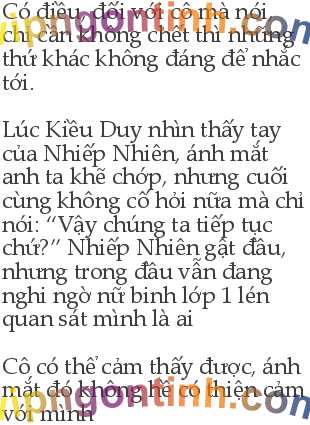 Có điều, đối với cô mà nói,
chỉ cần không chết thì những
thứ khác không đáng để nhắc
tới.
Lúc Kiều Duy nhìn thấy tay
của Nhiếp Nhiên, ánh mắt
anh ta khẽ chớp, nhưng cuối
cùng không cố hỏi nữa mà chỉ
nói: “Vậy chúng ta tiếp tục
chứ?” Nhiếp Nhiên gật đầu,
nhưng trong đầu vẫn đang
nghi ngờ nữ binh lớp 1 lén
quan sát mình là ai
Cô có thể cảm thấy được, ánh
mắt đó không hề có thiện cảm
với mình
vipngontinh.com
vipngontinh.com